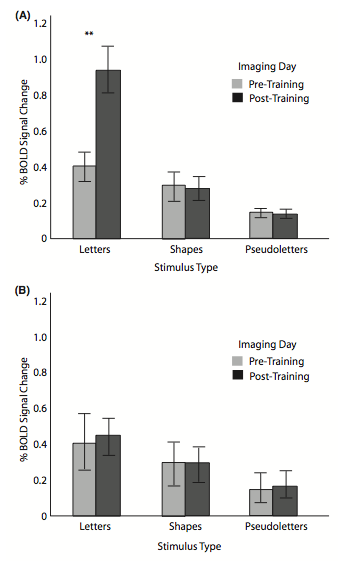 (A)
1.2
**
1.0
0.8
0.6
0.4
0.2
0
% BOLD Signal Change
Imaging Day
Pre-Training
Post-Training
Letters Shapes Pseudoletters
Stimulus Type
(B)
1.2
1.0
0.8
0.6
0.4
0.2
0
% BOLD Signal Change
Imaging Day
Pre-Training
Post-Training
Letters Shapes Pseudoletters
Stimulus Type